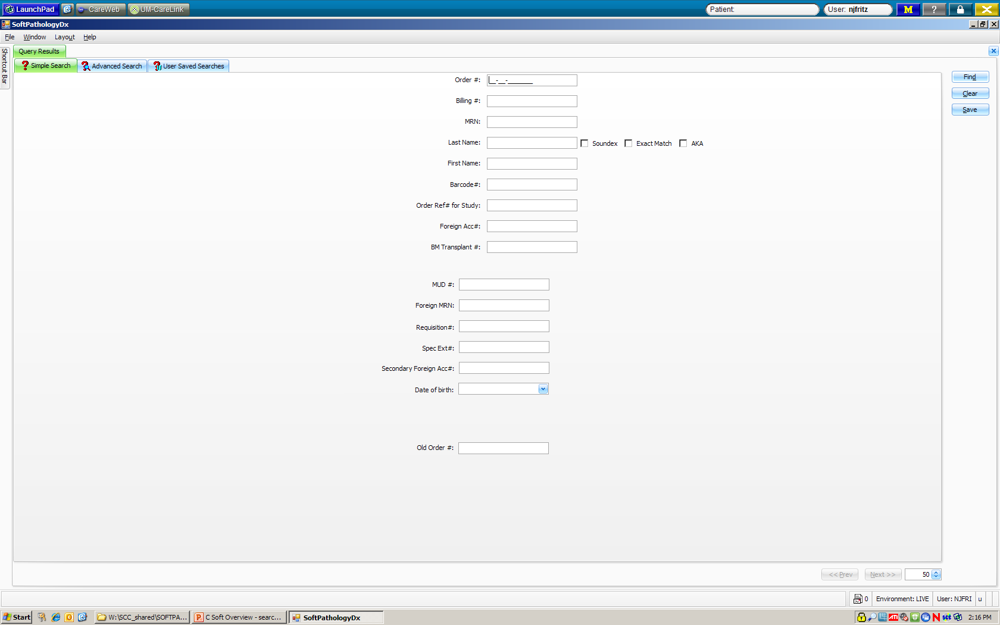 LaunchPad CareWeb UM-CareLink Patient: User: njfritz M ?
SoftPathologyDx
File Window Layout Help
Shortcut Bar
Query Results
Simple Search Advanced Search User Saved Searches
Order #: __-__-_______
Find
Billing #:
Clear
Save
MRN:
Last Name: Soundex Exact Match AKA
First Name:
Barcode#:
Order Ref# for Study:
Foreign Acc#:
BM Transplant #:
MUD #:
Foreign MRN:
Requisition#:
Spec Ext#:
Secondary Foreign Acc#:
Date of birth:
Old Order #:
<< Prev Next >> 50
0 Environment: LIVE User: NJFRI u
Start W:\SCC_shared\SOFTPA... C Soft Overview - searc... SoftPathologyDx 2:16 PM